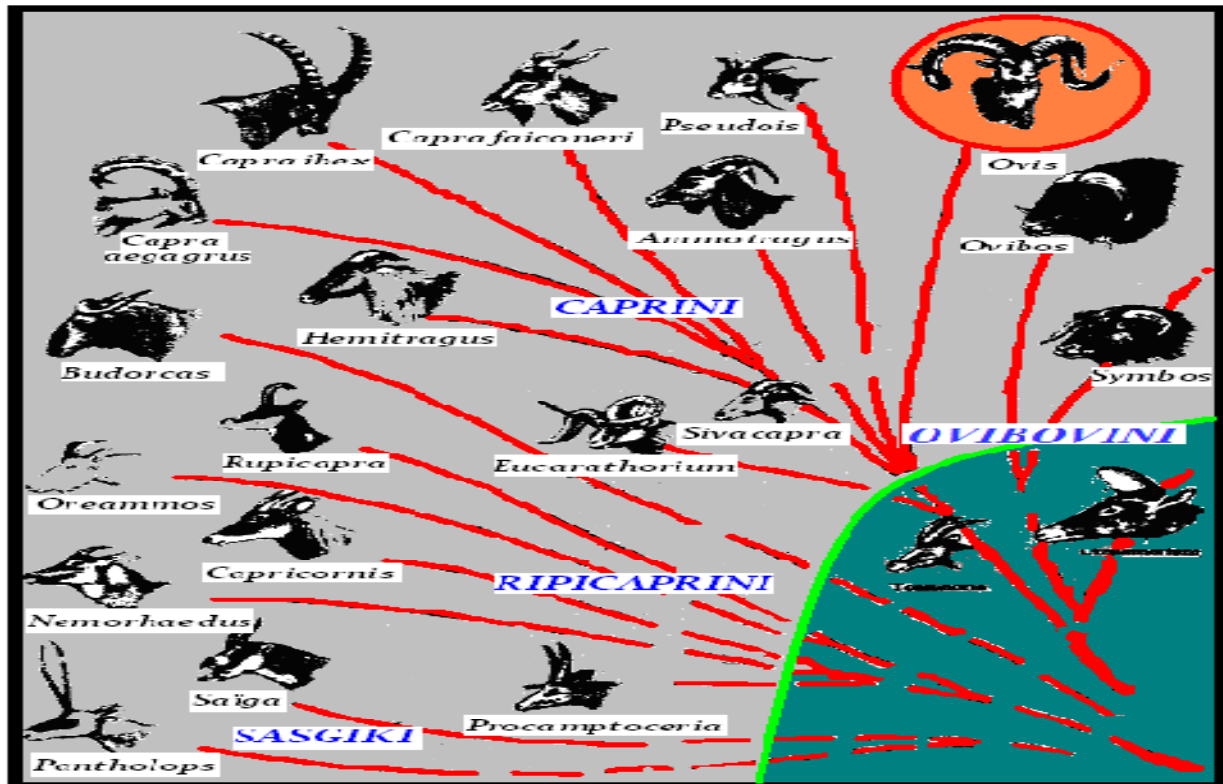 Capra ibex
Capra faiconeri
Pseudois
Ovis
Capra
aegagrus
Ammotragus
Ovibos
CAPRINI
Hemitragus
Budorcas
Symbos
Sivacapra
OVIBOVINI
Rupicapra
Eucarathorium
Oreammos
Capricornis
RIPICAPRINI
Nemorhaedus
Saïga
Procamptoceria
SASGIKI
Pantholops